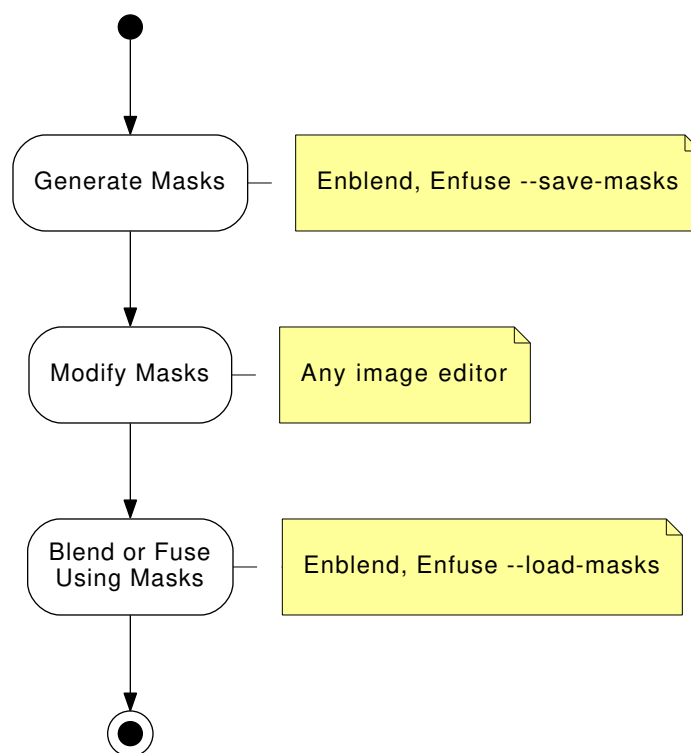 Generate Masks
Enblend, Enfuse --save-masks
Modify Masks
Any image editor
Blend or Fuse
Using Masks
Enblend, Enfuse --load-masks